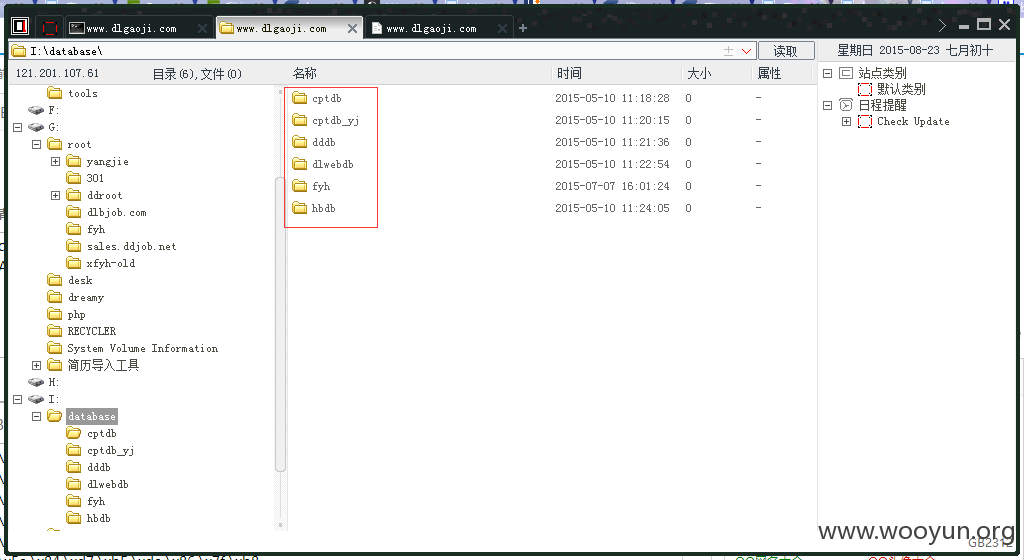 www.dlgaoji.com
www.dlgaoji.com
www.dlgaoji.com
I:\database\
读取
星期日 2015-08-23 七月初十
121.201.107.61 目录(6),文件(0)
名称 时间 大小 属性
tools
F:
G:
root
yangjie
301
ddroot
dlbjob.com
fyh
sales.ddjob.net
xfyh-old
desk
dreamy
php
RECYCLER
System Volume Information
简历导入工具
H:
I:
database
cptdb
cptdb_yj
dddb
dlwebdb
fyh
hbdb
cptdb 2015-05-10 11:18:28 0 -
cptdb_yj 2015-05-10 11:20:15 0 -
dddb 2015-05-10 11:21:36 0 -
dlwebdb 2015-05-10 11:22:54 0 -
fyh 2015-07-07 16:01:24 0 -
hbdb 2015-05-10 11:24:05 0 -
站点类别
默认类别
日程提醒
Check Update
www.wooyun.org
GB2312